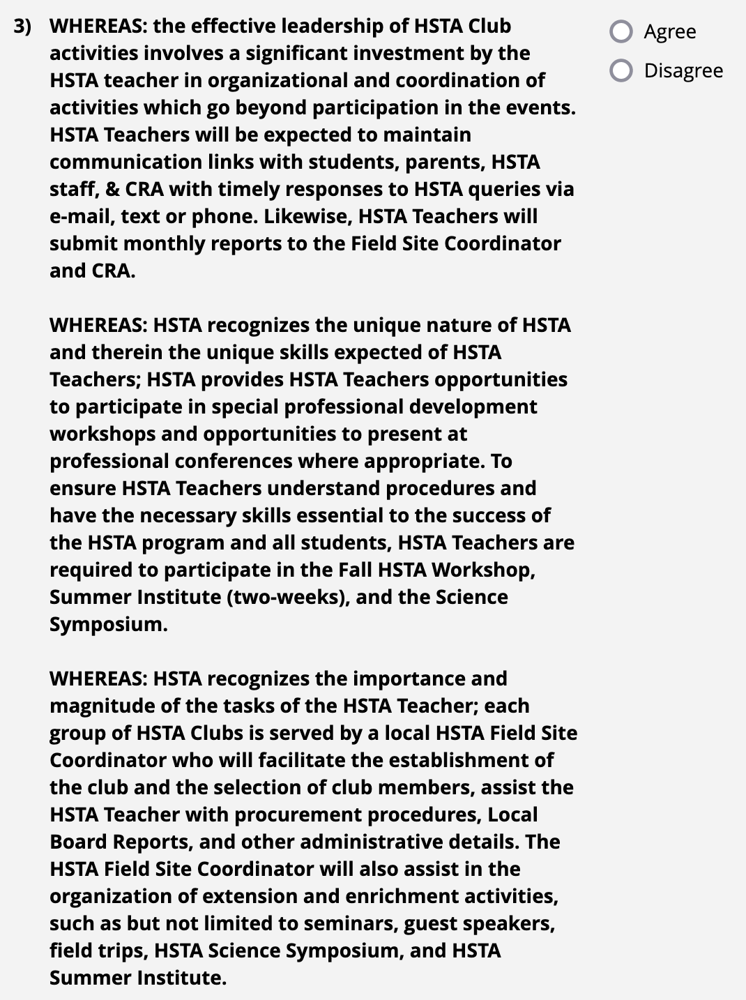 3) WHEREAS: the effective leadership of HSTA Club
activities involves a significant investment by the
HSTA teacher in organizational and coordination of
activities which go beyond participation in the events.
HSTA Teachers will be expected to maintain
communication links with students, parents, HSTA
staff, & CRA with timely responses to HSTA queries via
e-mail, text or phone. Likewise, HSTA Teachers will
submit monthly reports to the Field Site Coordinator
and CRA.
WHEREAS: HSTA recognizes the unique nature of HSTA
and therein the unique skills expected of HSTA
Teachers; HSTA provides HSTA Teachers opportunities
to participate in special professional development
workshops and opportunities to present at
professional conferences where appropriate. To
ensure HSTA Teachers understand procedures and
have the necessary skills essential to the success of
the HSTA program and all students, HSTA Teachers are
required to participate in the Fall HSTA Workshop,
Summer Institute (two-weeks), and the Science
Symposium.
WHEREAS: HSTA recognizes the importance and
magnitude of the tasks of the HSTA Teacher; each
group of HSTA Clubs is served by a local HSTA Field Site
Coordinator who will facilitate the establishment of
the club and the selection of club members, assist the
HSTA Teacher with procurement procedures, Local
Board Reports, and other administrative details. The
HSTA Field Site Coordinator will also assist in the
organization of extension and enrichment activities,
such as but not limited to seminars, guest speakers,
field trips, HSTA Science Symposium, and HSTA
Summer Institute.
Agree
Disagree